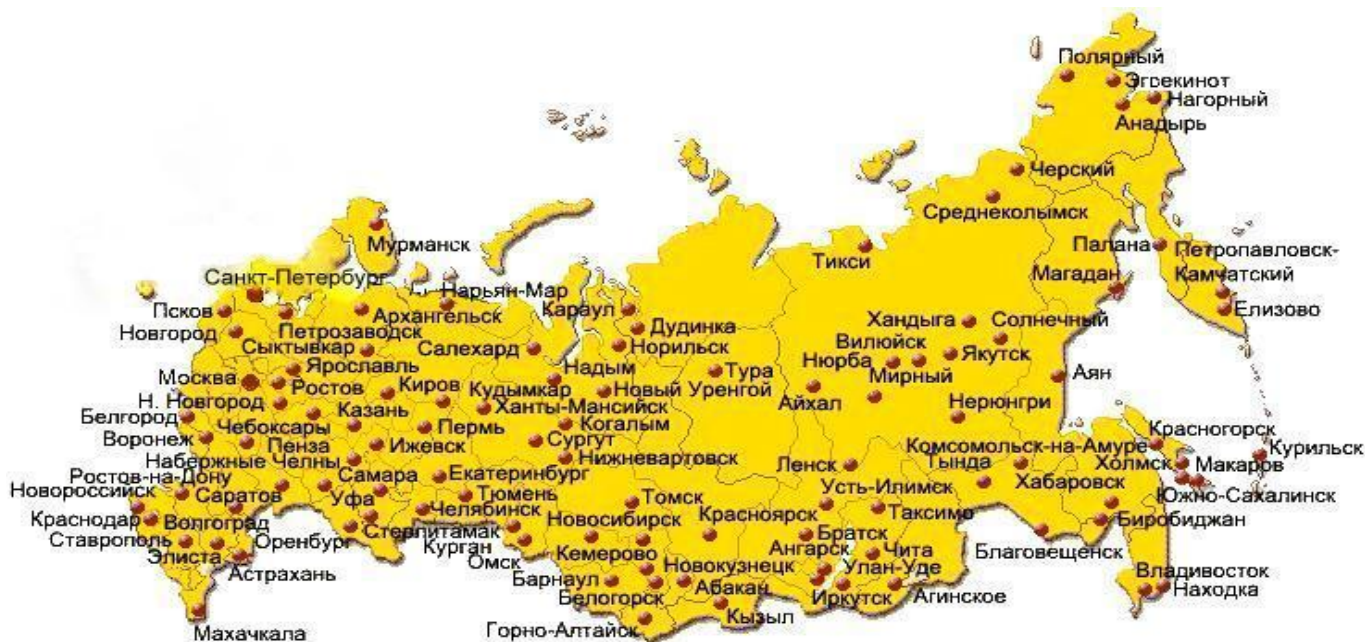 Полярный
Эгвекинот
Нагорный
Анадырь
Черский
Среднеколымск
Мурманск
Тикси
Палана
Петропавловск-
Камчатский
Магадан
Елизово
Санкт-Петербург
Нарьян-Мар
Псков
Архангельск
Караул
Хандыга
Солнечный
Новгород
Петрозаводск
Дудинка
Сыктывкар
Салехард
Норильск
Вилюйск
Якутск
Нюрба
Мирный
Ярославль
Надым
Тура
Аян
Москва
Ростов
Киров
Кудымкар
Новый Уренгой
Айхал
Н. Новгород
Казань
Ханты-Мансийск
Белгород
Чебоксары
Пермь
Когалым
Нерюнгри
Красногорск
Воронеж
Пенза
Ижевск
Сургут
Комсомольск-на-Амуре
Курильск
Набержные Челны
Нижневартовск
Ленск
Тында
Холмск
Макаров
Ростов-на-Дону
Самара
Екатеринбург
Усть-Илимск
Хабаровск
Южно-Сахалинск
Новороссийск
Саратов
Уфа
Тюмень
Томск
Краснодар
Волгоград
Челябинск
Новосибирск
Красноярск
Таксимо
Биробиджан
Ставрополь
Стерлитамак
Братск
Элиста
Оренбург
Курган
Омск
Кемерово
Ангарск
Чита
Благовещенск
Астрахань
Новокузнецк
Улан-Уде
Барнаул
Абакан
Владивосток
Белогорск
Иркутск
Агинское
Находка
Кызыл
Махачкала
Горно-Алтайск